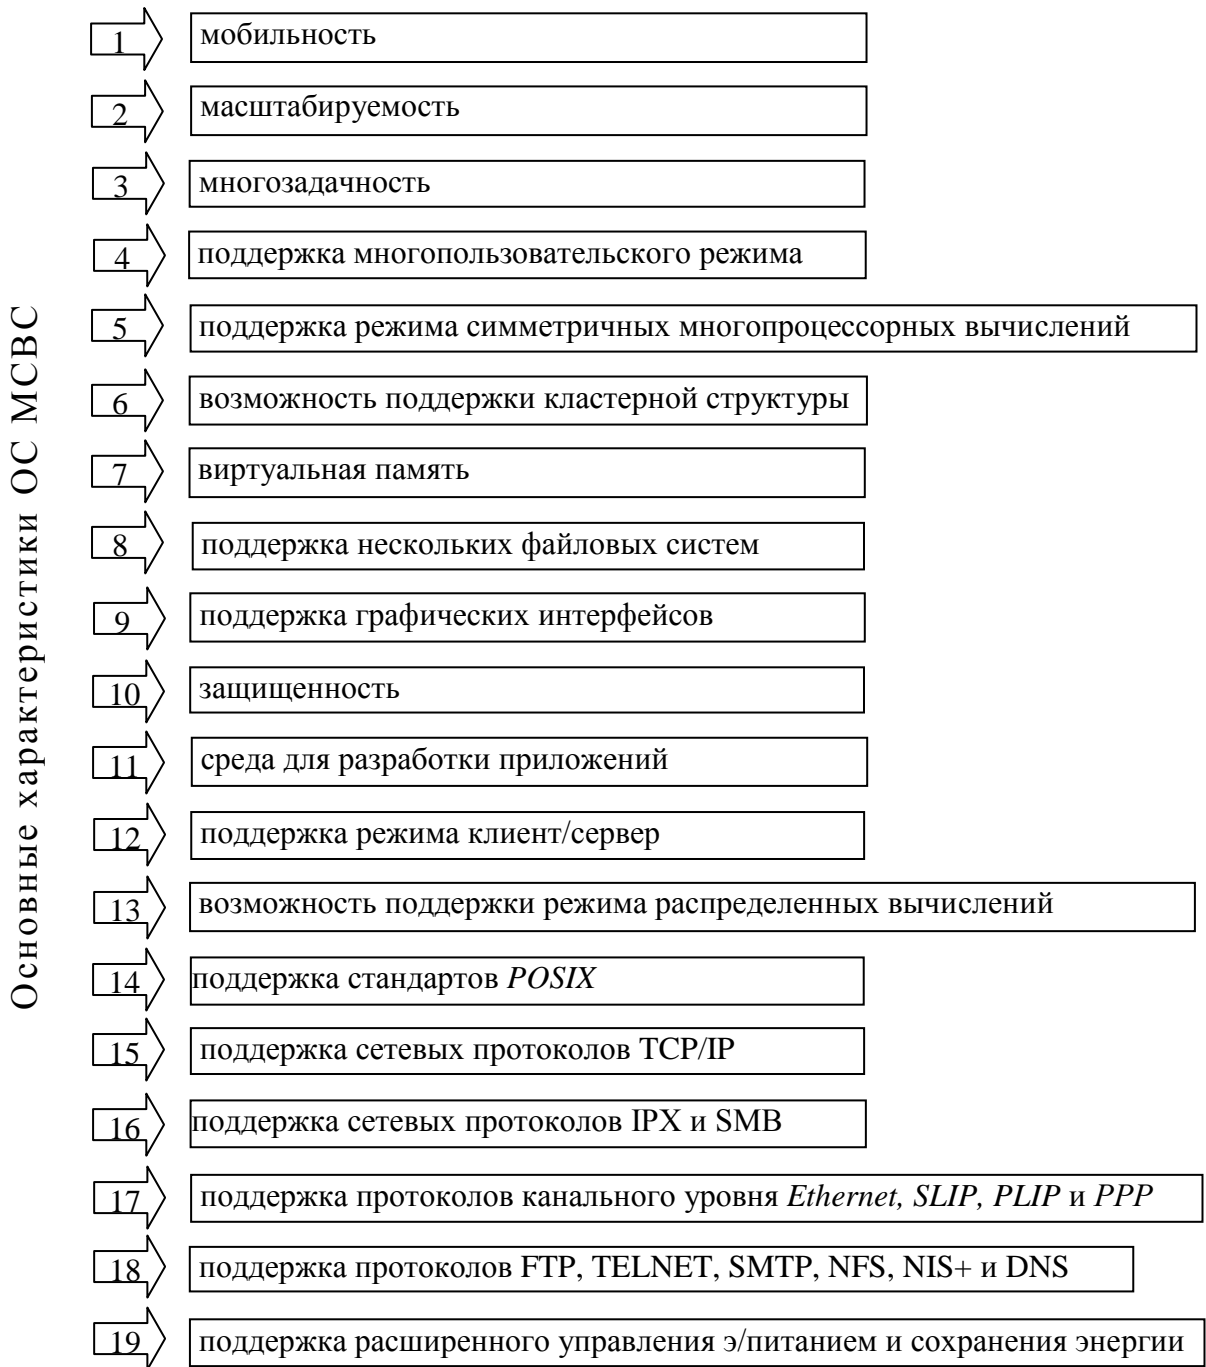 Основные характеристики ОС МСВС
1 мобильность
2 масштабируемость
3 многозадачность
4 поддержка многопользовательского режима
5 поддержка режима симметричных многопроцессорных вычислений
6 возможность поддержки кластерной структуры
7 виртуальная память
8 поддержка нескольких файловых систем
9 поддержка графических интерфейсов
10 защищенность
11 среда для разработки приложений
12 поддержка режима клиент/сервер
13 возможность поддержки режима распределенных вычислений
14 поддержка стандартов POSIX
15 поддержка сетевых протоколов TCP/IP
16 поддержка сетевых протоколов IPX и SMB
17 поддержка протоколов канального уровня Ethernet, SLIP, PLIP и PPP
18 поддержка протоколов FTP, TELNET, SMTP, NFS, NIS+ и DNS
19 поддержка расширенного управления э/питанием и сохранения энергии